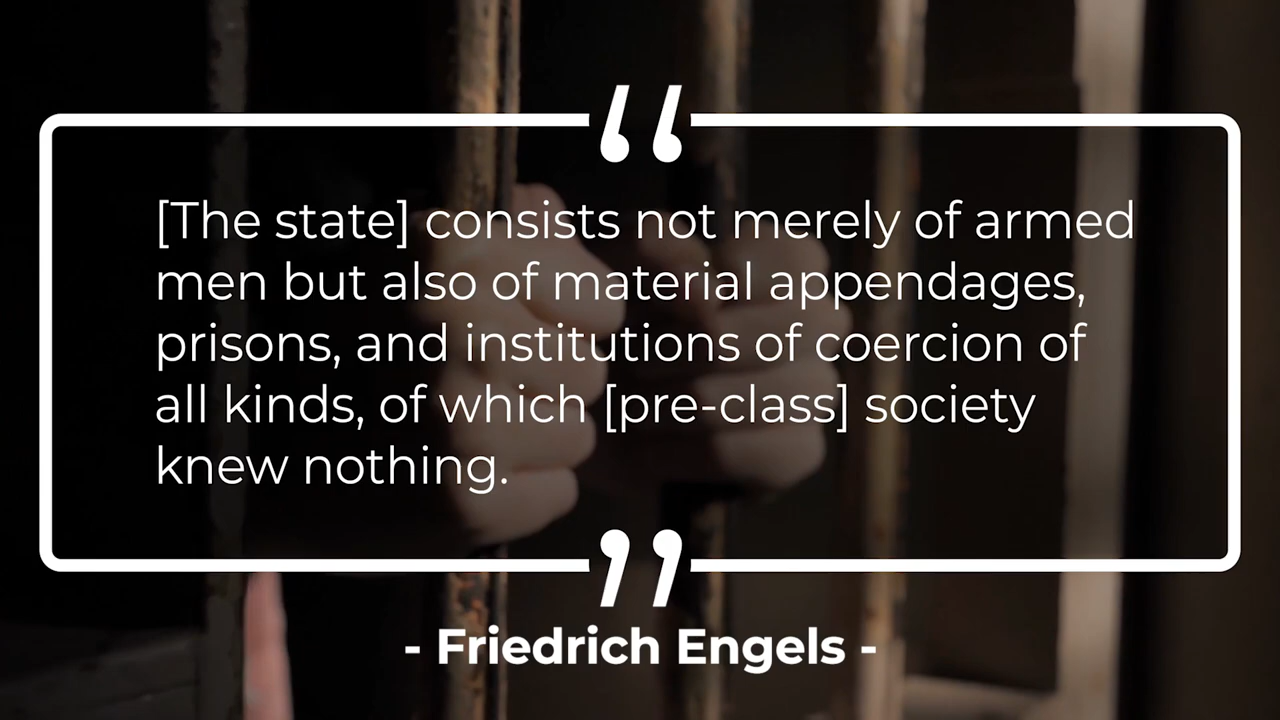 “
[The state] consists not merely of armed
men but also of material appendages,
prisons, and institutions of coercion of
all kinds, of which [pre-class] society
knew nothing.
”
- Friedrich Engels -